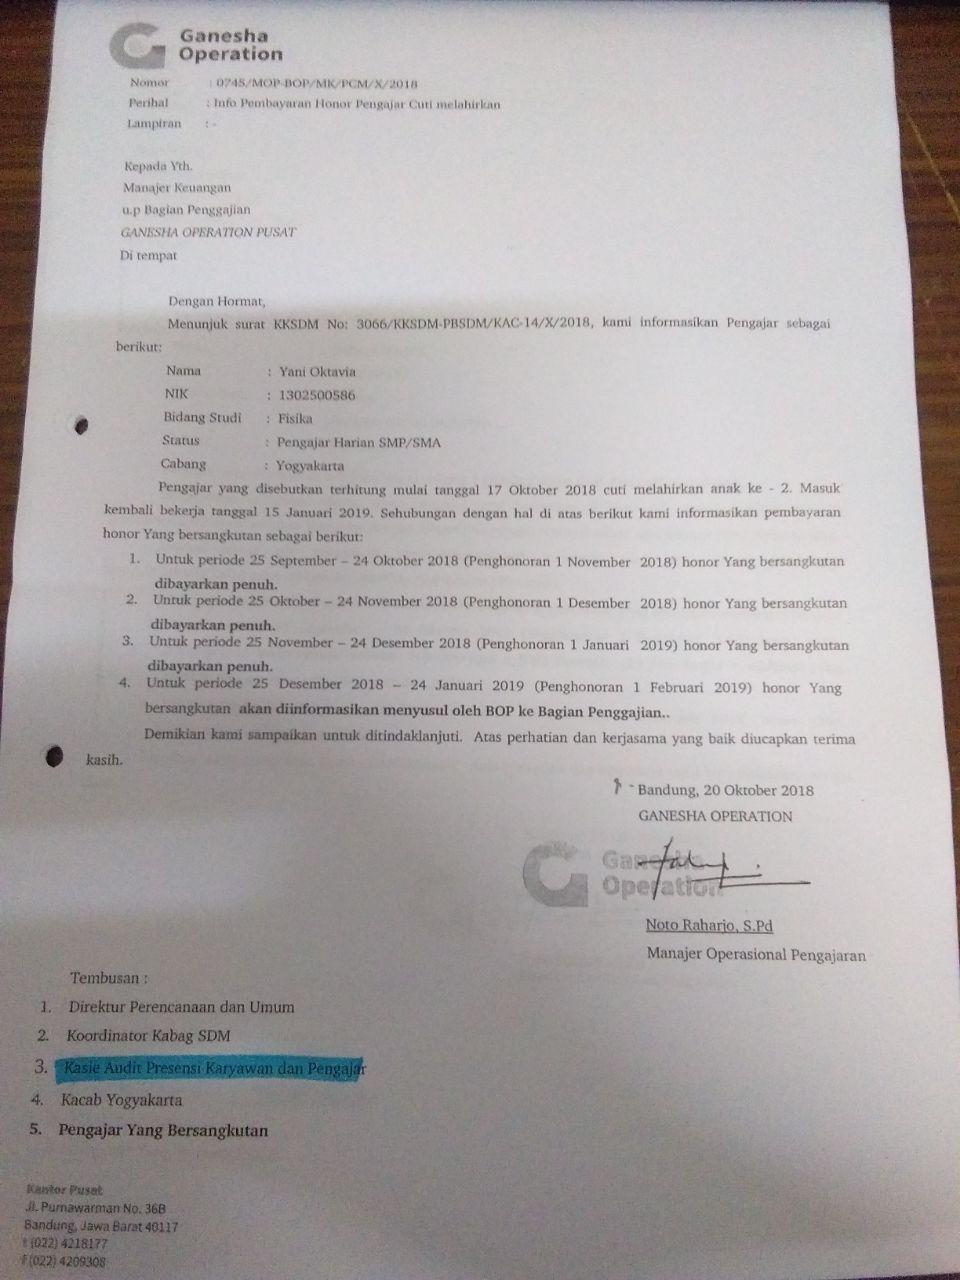 Ganesha
Operation
Nomor : 0745/MOP-BOP/MK/PCM/X/2018
Perihal : Info Pembayaran Honor Pengajar Cuti melahirkan
Lampiran : -
Kepada Yth.
Manajer Keuangan
u.p Bagian Penggajian
GANESHA OPERATION PUSAT
Di tempat
Dengan Hormat,
Menunjuk surat KKSDM No: 3066/KKSDM-PBSDM/KAC-14/X/2018, kami informasikan Pengajar sebagai
berikut:
Nama : Yani Oktavia
NIK : 1302500586
Bidang Studi : Fisika
Status : Pengajar Harian SMP/SMA
Cabang : Yogyakarta
Pengajar yang disebutkan terhitung mulai tanggal 17 Oktober 2018 cuti melahirkan anak ke - 2. Masuk
kembali bekerja tanggal 15 Januari 2019. Sehubungan dengan hal di atas berikut kami informasikan pembayaran
honor Yang bersangkutan sebagai berikut:
1. Untuk periode 25 September – 24 Oktober 2018 (Penghonoran 1 November 2018) honor Yang bersangkutan
dibayarkan penuh.
2. Untuk periode 25 Oktober – 24 November 2018 (Penghonoran 1 Desember 2018) honor Yang bersangkutan
dibayarkan penuh.
3. Untuk periode 25 November – 24 Desember 2018 (Penghonoran 1 Januari 2019) honor Yang bersangkutan
dibayarkan penuh.
4. Untuk periode 25 Desember 2018 – 24 Januari 2019 (Penghonoran 1 Februari 2019) honor Yang
bersangkutan akan diinformasikan menyusul oleh BOP ke Bagian Penggajian..
Demikian kami sampaikan untuk ditindaklanjuti. Atas perhatian dan kerjasama yang baik diucapkan terima
kasih.
Bandung, 20 Oktober 2018
GANESHA OPERATION
Ganesha
Operation
Noto Raharjo, S.Pd
Manajer Operasional Pengajaran
Tembusan :
1. Direktur Perencanaan dan Umum
2. Koordinator Kabag SDM
3. Kasie Audit Presensi Karyawan dan Pengajar
4. Kacab Yogyakarta
5. Pengajar Yang Bersangkutan
Kantor Pusat
Jl. Purnawarman No. 36B
Bandung, Jawa Barat 40117
t (022) 4218177
f (022) 4209308